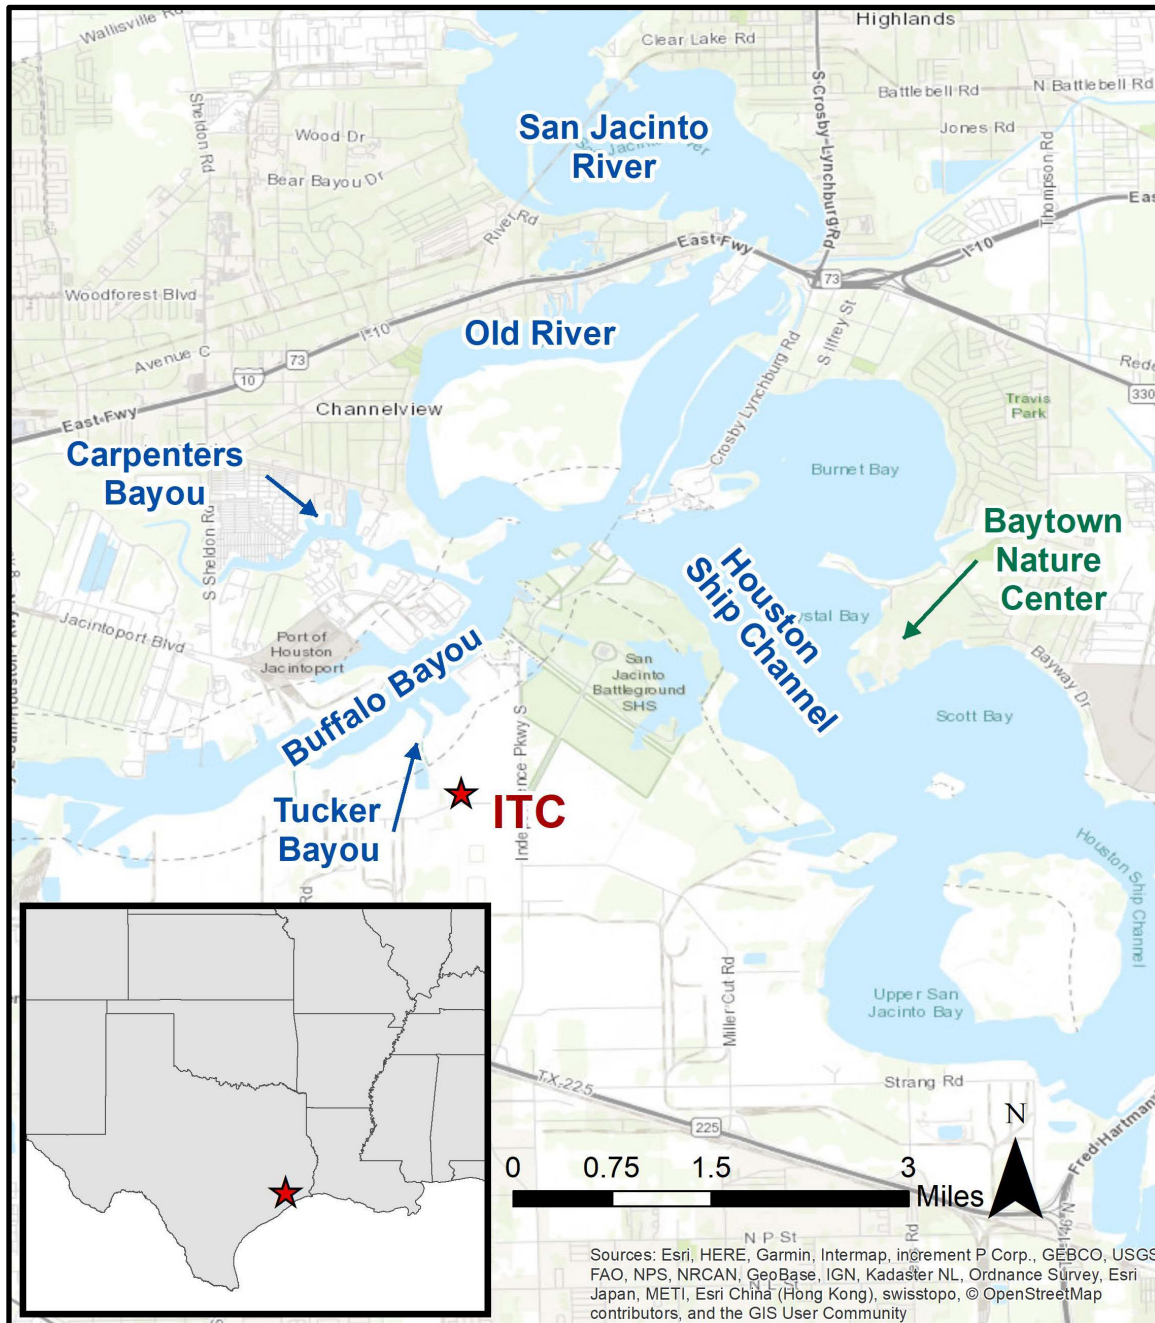 Highlands
Wallisville Rd
Clear Lake Rd
Sheldon Rd
S Crosby-Lynchburg Rd
Battlebell Rd
N Battlebell Rd
Wood Dr
San Jacinto
River
Jones Rd
Thompson Rd
Bear Bayou Dr
River Rd
East Fwy
I-10
73
Woodforest Blvd
Old River
I-10
S Ilfrey St
Avenue C
73
10
Crosby Lynchburg Rd
330
East Fwy
Channelview
Travis
Park
Carpenters
Bayou
Burnet Bay
S Sheldon Rd
Baytown
Nature
Center
Houston
Ship Channel
Jacintoport Blvd
Port of
Houston
Jacintoport
San
Jacinto
Battleground
SHS
Bayway Dr
Buffalo Bayou
Scott Bay
Tucker
Bayou
ITC
Houston Ship Channel
Rd
Miller Cut Rd
Upper San
Jacinto Bay
TX-225
Strang Rd
225
N
Fred Hartman
0 0.75 1.5 3
Miles
N P St
Sources: Esri, HERE, Garmin, Intermap, increment P Corp., GEBCO, USGS
FAO, NPS, NRCAN, GeoBase, IGN, Kadaster NL, Ordnance Survey, Esri
Japan, METI, Esri China (Hong Kong), swisstopo, © OpenStreetMap
contributors, and the GIS User Community